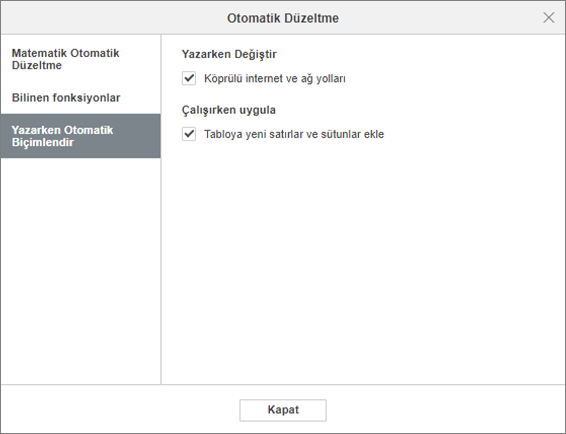 Otomatik Düzeltme
Matematik Otomatik
Düzeltme
Bilinen fonksiyonlar
Yazarken Otomatik
Biçimlendir
Yazarken Değiştir
Köprülü internet ve ağ yolları
Çalışırken uygula
Tabloya yeni satırlar ve sütunlar ekle
Kapat